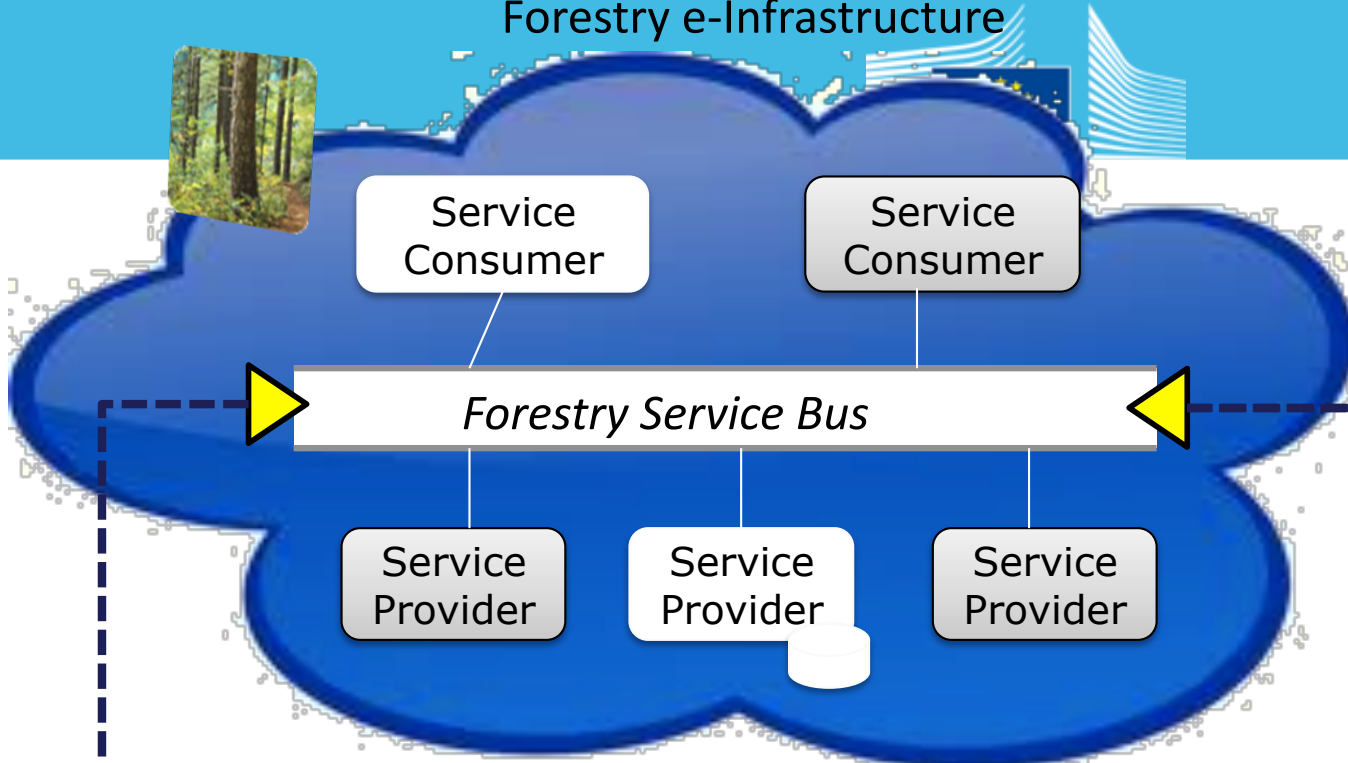 Forestry e-Infrastructure
Service
Consumer
Service
Consumer
Forestry Service Bus
Service
Provider
Service
Provider
Service
Provider